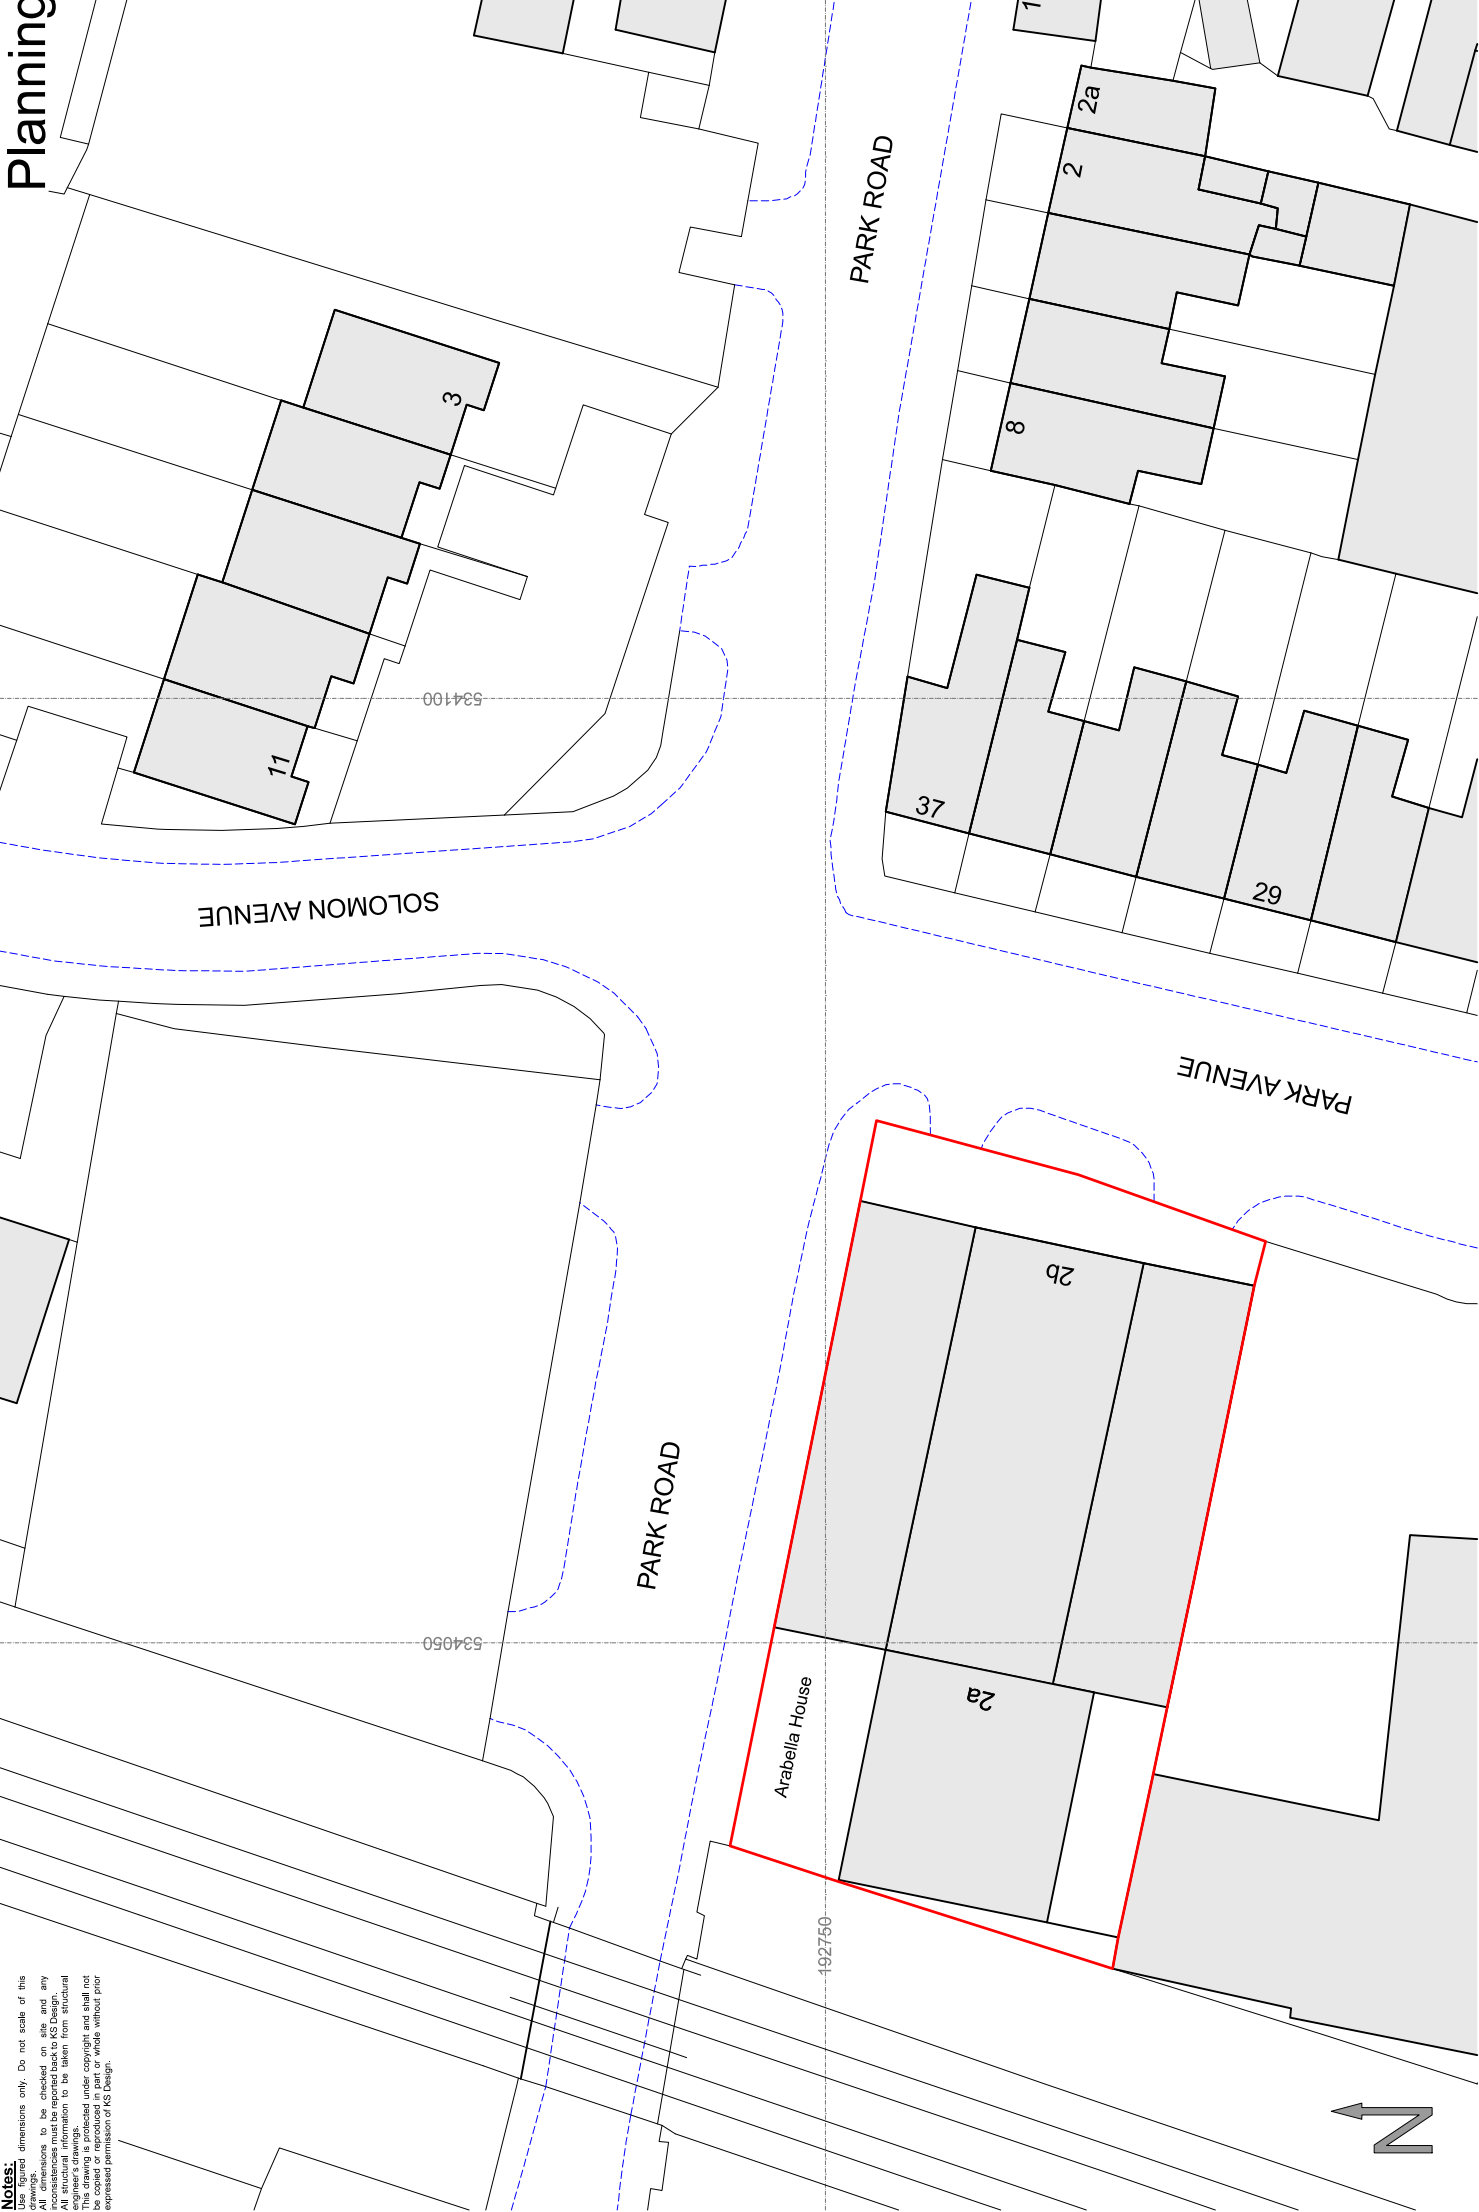 Planning
Notes:
Use figured dimensions only. Do not scale of this
drawings.
All dimensions to be checked on site and any
inconsistencies must be reported back to KS Design.
All structural information to be taken from structural
engineer's drawings.
This drawing is protected under copyright and shall not
be copied or reproduced in part or whole without prior
expressed permission of KS Design.
PARK ROAD
1
2a
2
8
3
11
534100
37
29
SOLOMON AVENUE
PARK AVENUE
2b
PARK ROAD
534050
2a
Arabella House
192750
N